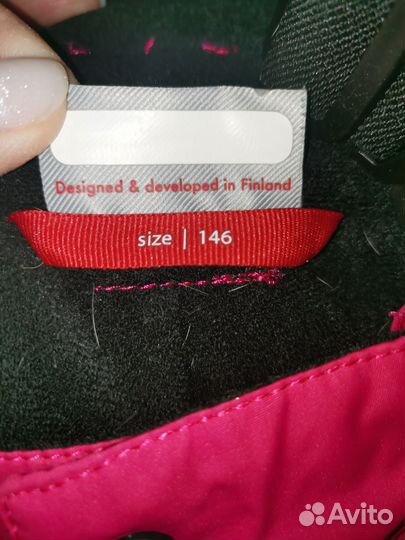 Designed & developed in Finland
size | 146
Avito